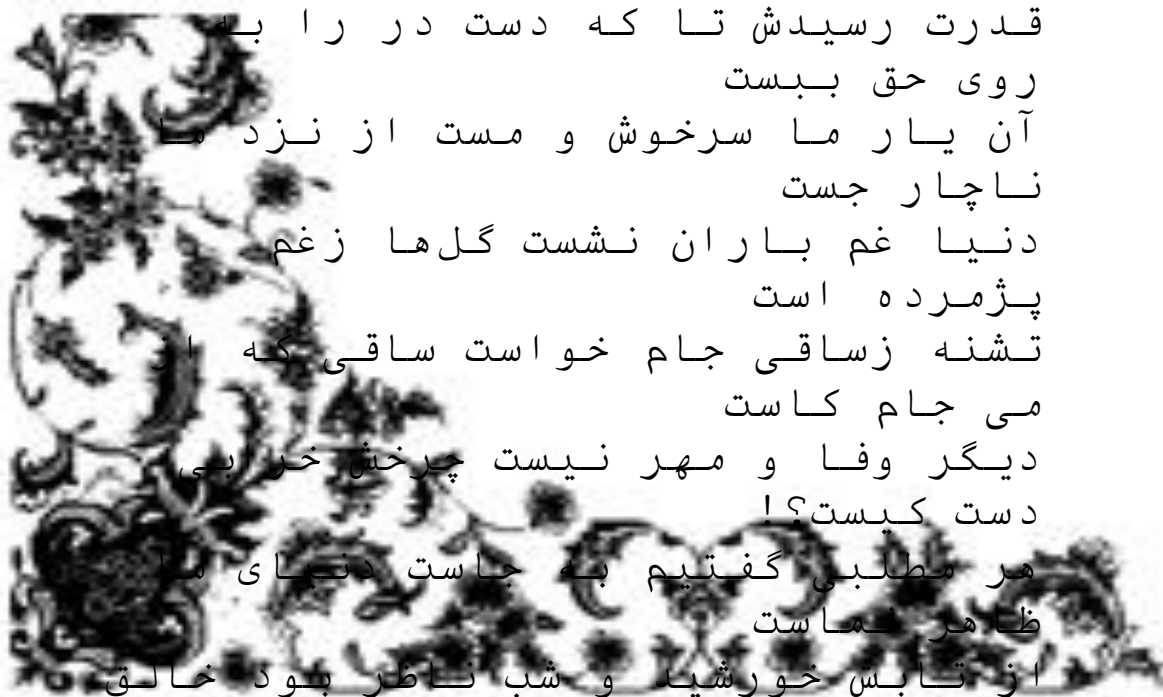 قدرت رسیدش تا که دست در را به
روی حق ببست
آن یار ما سرخوش و مست از نزد ما
ناچار جست
دنیا غم باران نشست گل‌ها زغم
پژمرده است
تشنه زساقی جام خواست ساقی که از
می جام کاست
دیگر وفا و مهر نیست چرخش خرابی
دست کیست؟!
هر مطلبی گفتیم به جاست دنیای ما
ظاهر نماست
از تابش خورشید و شب ناظر بود خالق